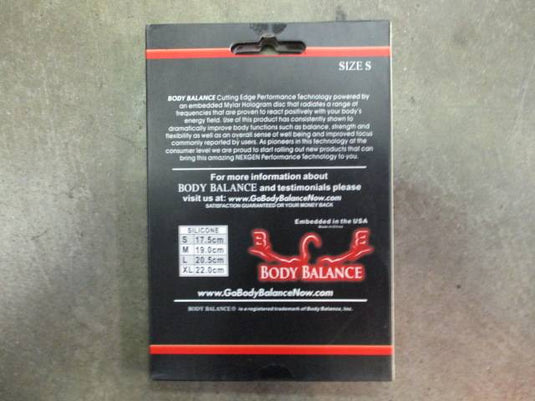 SIZE S
BODY BALANCE Cutting Edge Performance Technology powered by
an embedded Mylar Hologram disc that radiates a range of
frequencies that are proven to react positively with your body's
energy field. Use of this product has consistently shown to
dramatically improve body functions such as balance, strength and
flexibility as well as an overall sense of well being and improved focus
commonly reported by users. As pioneers in this technology at the
consumer level we are proud to start rolling out new products that can
bring this amazing NEXGEN Performance Technology to you.
For more information about
BODY BALANCE and testimonials please
visit us at: www.GoBodyBalanceNow.com
SATISFACTION GUARANTEED OR YOUR MONEY BACK
Embedded in the USA
Made in China
SILICONE
S 17.5cm
M 19.0cm
L 20.5cm
XL 22.0cm
BODY BALANCE
www.GoBodyBalanceNow.com
BODY BALANCE® is a registered trademark of Body Balance, Inc.